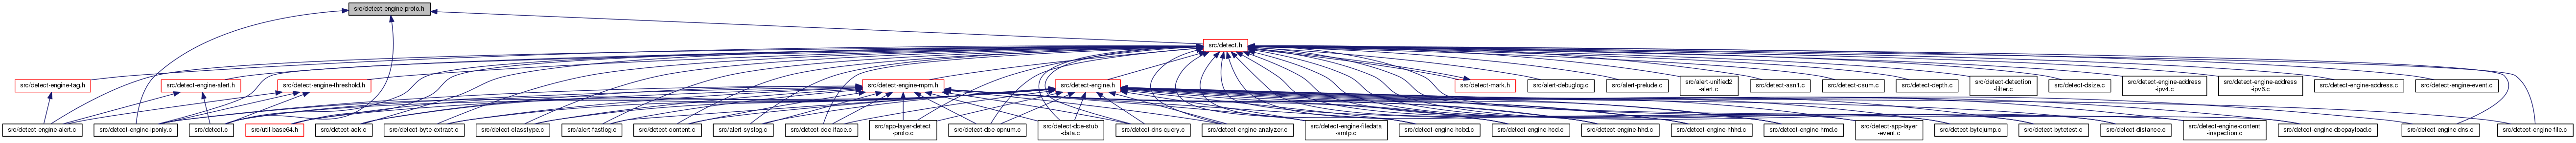 src/detect-engine-proto.h
src/detect.h
src/detect-engine-tag.h
src/detect-engine-alert.h
src/detect-engine-threshold.h
src/detect-engine-mpm.h
src/detect-engine.h
src/detect-mark.h
src/alert-debuglog.c
src/alert-prelude.c
src/alert-unified2
-alert.c
src/detect-asn1.c
src/detect-csum.c
src/detect-depth.c
src/detect-detection
-filter.c
src/detect-dsize.c
src/detect-engine-address
-ipv4.c
src/detect-engine-address
-ipv6.c
src/detect-engine-address.c
src/detect-engine-event.c
src/detect-engine-alert.c
src/detect-engine-iponly.c
src/detect.c
src/util-base64.h
src/detect-ack.c
src/detect-byte-extract.c
src/detect-classtype.c
src/alert-fastlog.c
src/detect-content.c
src/alert-syslog.c
src/detect-dce-iface.c
src/app-layer-detect
-proto.c
src/detect-dce-opnum.c
src/detect-dce-stub
-data.c
src/detect-dns-query.c
src/detect-engine-analyzer.c
src/detect-engine-filedata
-smtp.c
src/detect-engine-hcbd.c
src/detect-engine-hcd.c
src/detect-engine-hhd.c
src/detect-engine-hhhd.c
src/detect-engine-hmd.c
src/detect-app-layer
-event.c
src/detect-bytejump.c
src/detect-bytetest.c
src/detect-distance.c
src/detect-engine-content
-inspection.c
src/detect-engine-dcepayload.c
src/detect-engine-dns.c
src/detect-engine-file.c